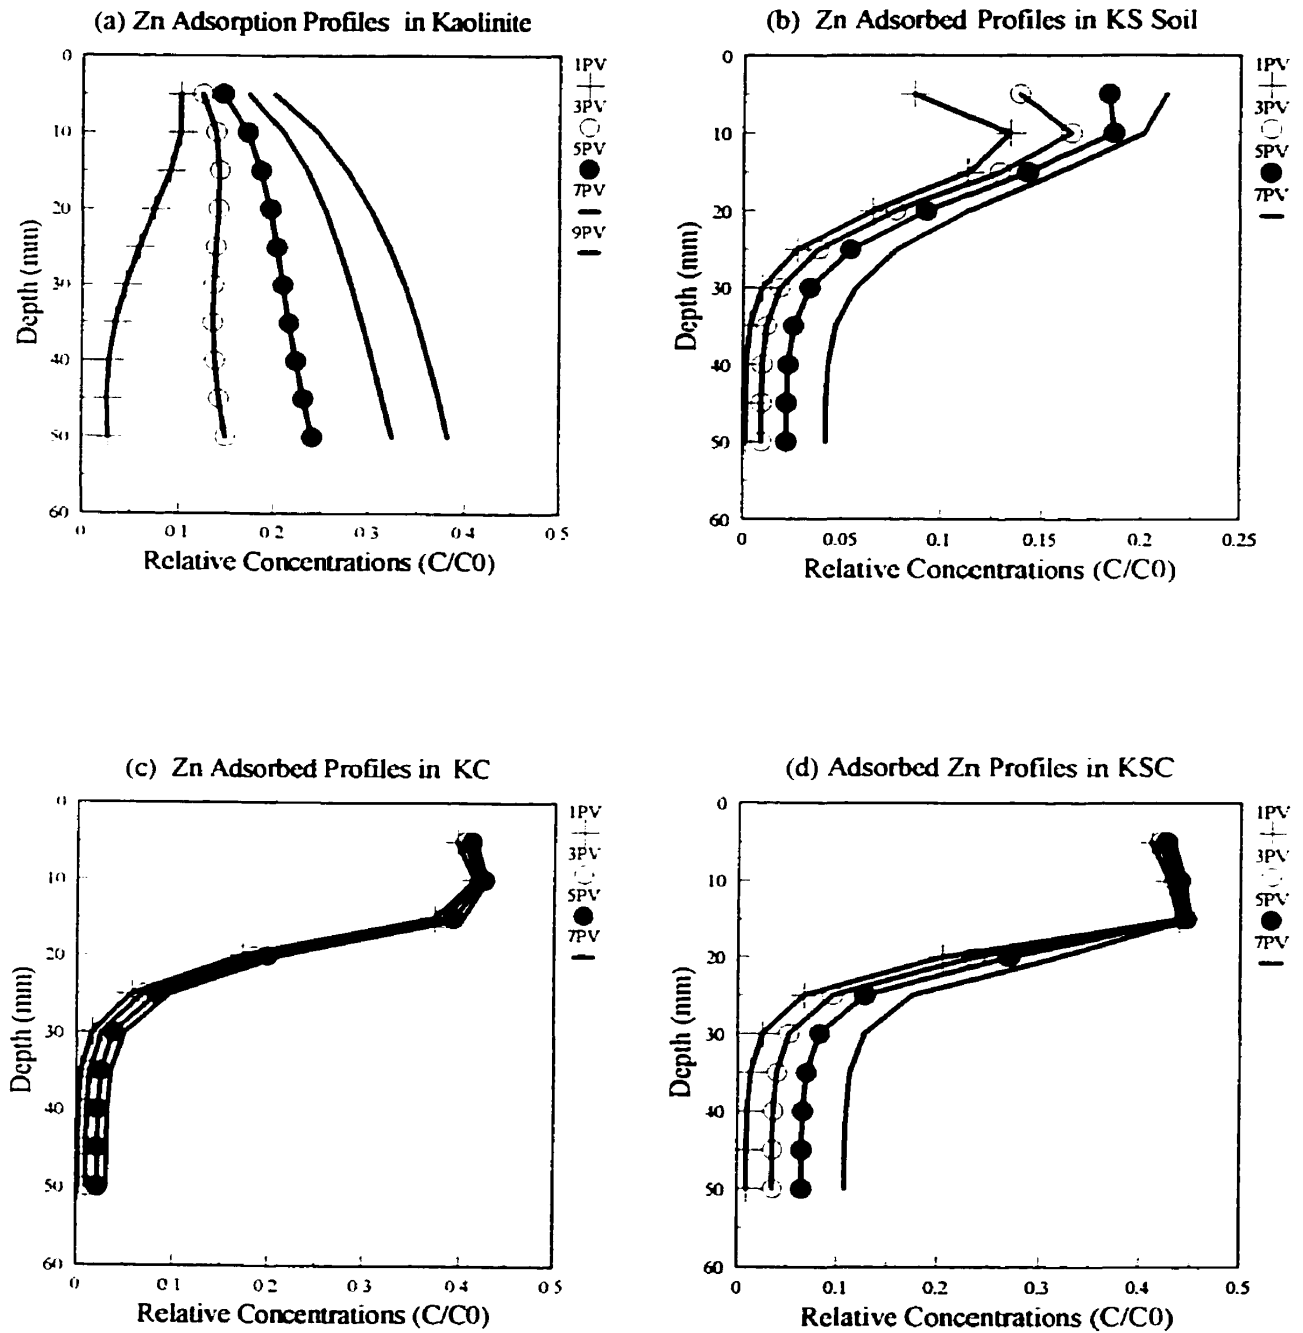 (a) Zn Adsorption Profiles in Kaolinite
0
10
20
30
40
50
60
Depth (mm)
0
0.1
0.2
0.3
0.4
0.5
Relative Concentrations (C/C0)
1PV
3PV
5PV
7PV
9PV
(b) Zn Adsorbed Profiles in KS Soil
0
10
20
30
40
50
60
Depth (mm)
0
0.05
0.1
0.15
0.2
0.25
Relative Concentrations (C/C0)
1PV
3PV
5PV
7PV
(c) Zn Adsorbed Profiles in KC
0
10
20
30
40
50
60
Depth (mm)
0
0.1
0.2
0.3
0.4
0.5
Relative Concentrations (C/C0)
1PV
3PV
5PV
7PV
(d) Adsorbed Zn Profiles in KSC
0
10
20
30
40
50
60
Depth (mm)
0
0.1
0.2
0.3
0.4
0.5
Relative Concentrations (C/C0)
1PV
3PV
5PV
7PV